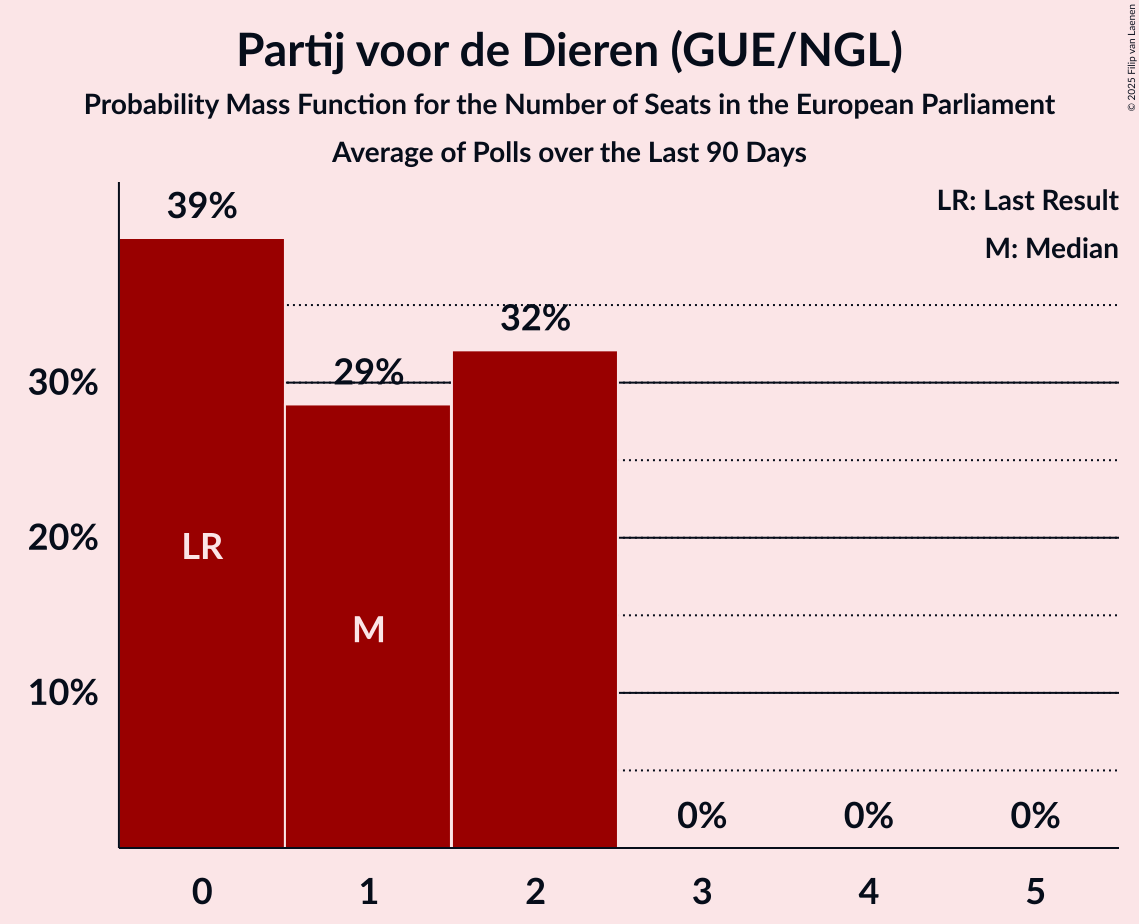 Partij voor de Dieren (GUE/NGL)
Probability Mass Function for the Number of Seats in the European Parliament
Average of Polls over the Last 90 Days
© 2025 Filip van Laenen
LR: Last Result
M: Median
39%
29%
32%
0%
0%
0%
30%
20%
10%
LR
M
0
1
2
3
4
5